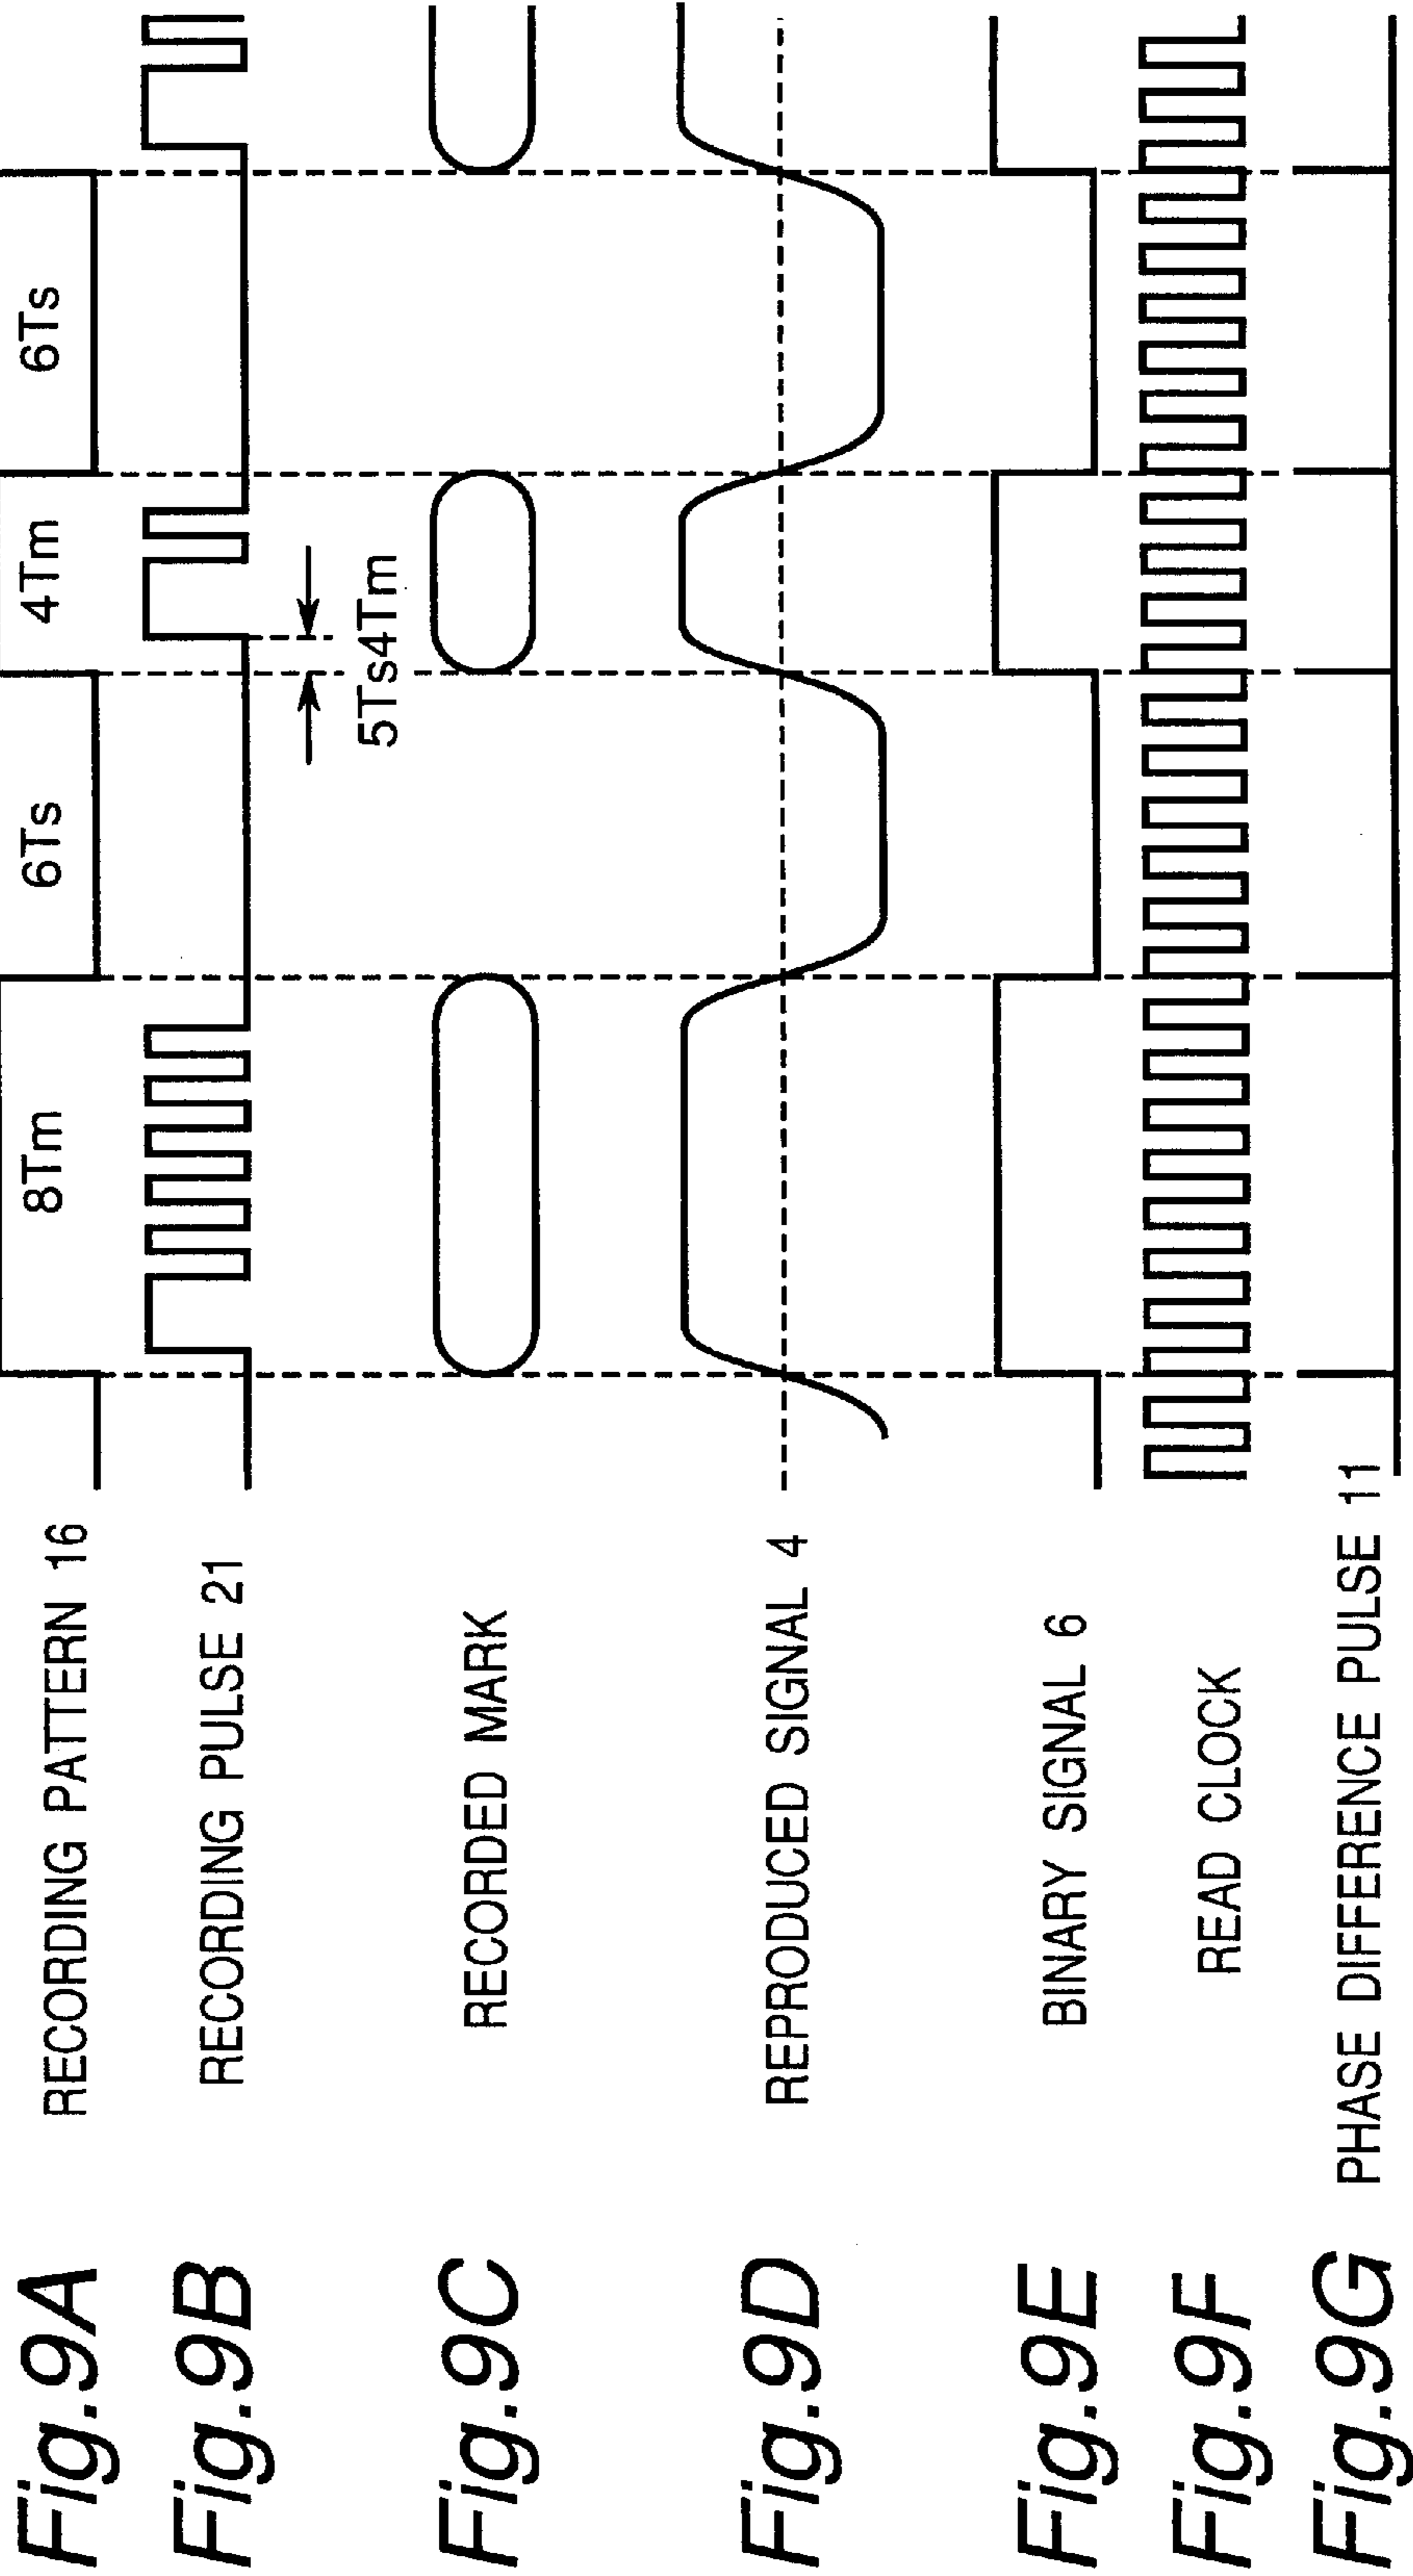 Fig.9A RECORDING PATTERN 16 8Tm 6Ts 4Tm 6Ts
Fig.9B RECORDING PULSE 21
5Ts4Tm
Fig.9C RECORDED MARK
Fig.9D REPRODUCED SIGNAL 4
Fig.9E BINARY SIGNAL 6
Fig.9F READ CLOCK
Fig.9G PHASE DIFFERENCE PULSE 11